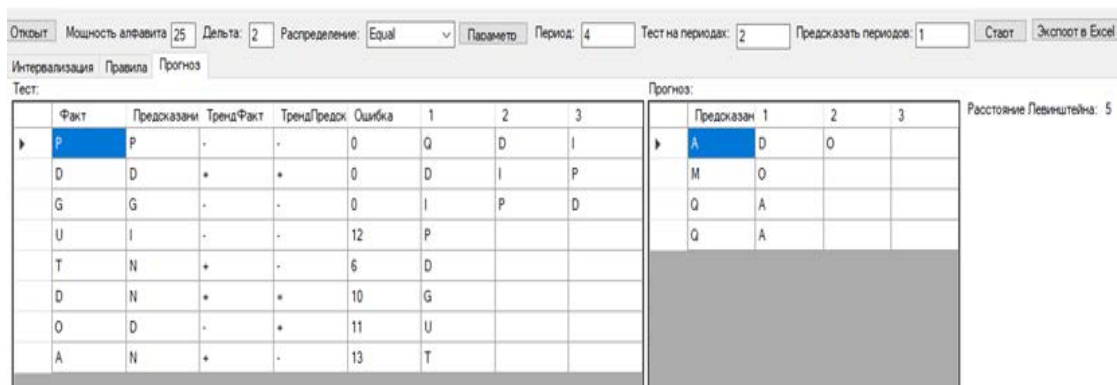 Открыт Мощность алфавита 25 Дельта: 2 Распределение: Equal Параметр Период: 4 Тест на периодах: 2 Предсказать периодов: 1 Старт Экспорт в Excel
Интервализация Правила Прогноз
Тест: Прогноз:
Факт Предсказани ТрендФакт ТрендПредск Ошибка 1 2 3 Предсказан 1 2 3 Расстояние Левинштейна: 5
P P - - 0 Q D I A D O
D D + + 0 D I P M O
G G - - 0 I P D Q A
U I - - 12 P Q A
T N + - 6 D
D N + + 10 G
O D - + 11 U
A N + - 13 T